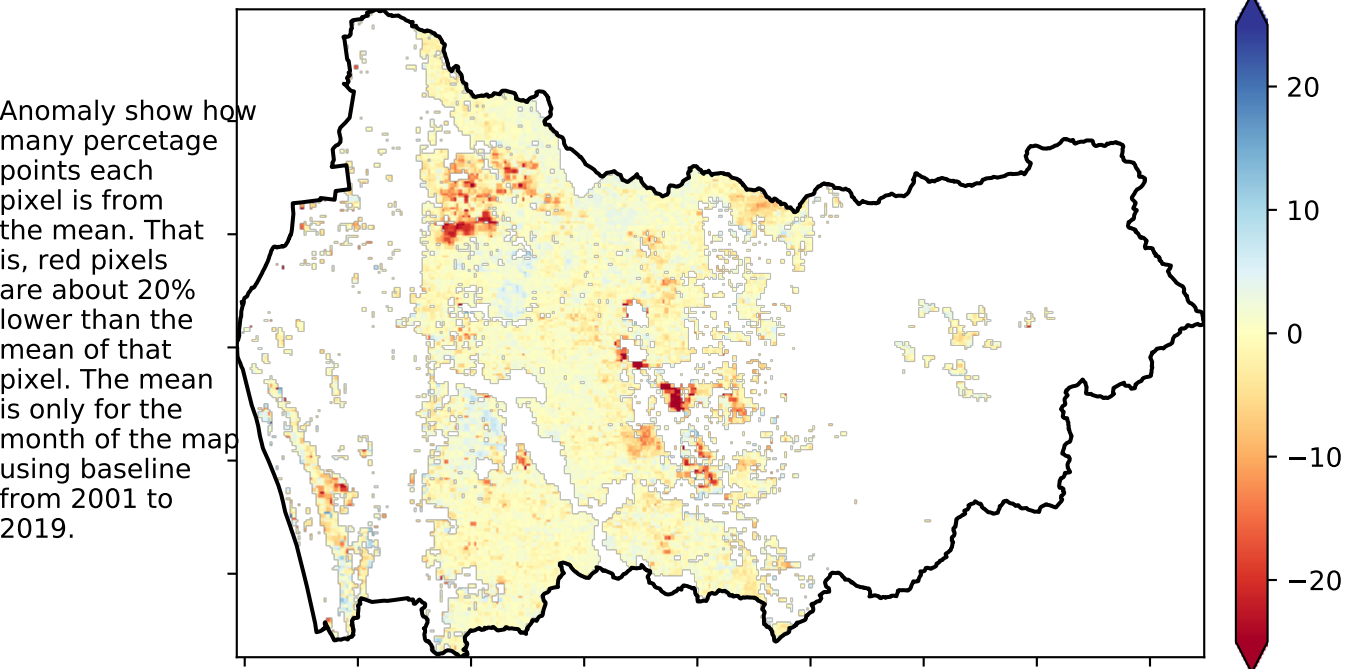 Anomaly show how
many percetage
points each
pixel is from
the mean. That
is, red pixels
are about 20%
lower than the
mean of that
pixel. The mean
is only for the
month of the map
using baseline
from 2001 to
2019.
20
10
0
−10
−20